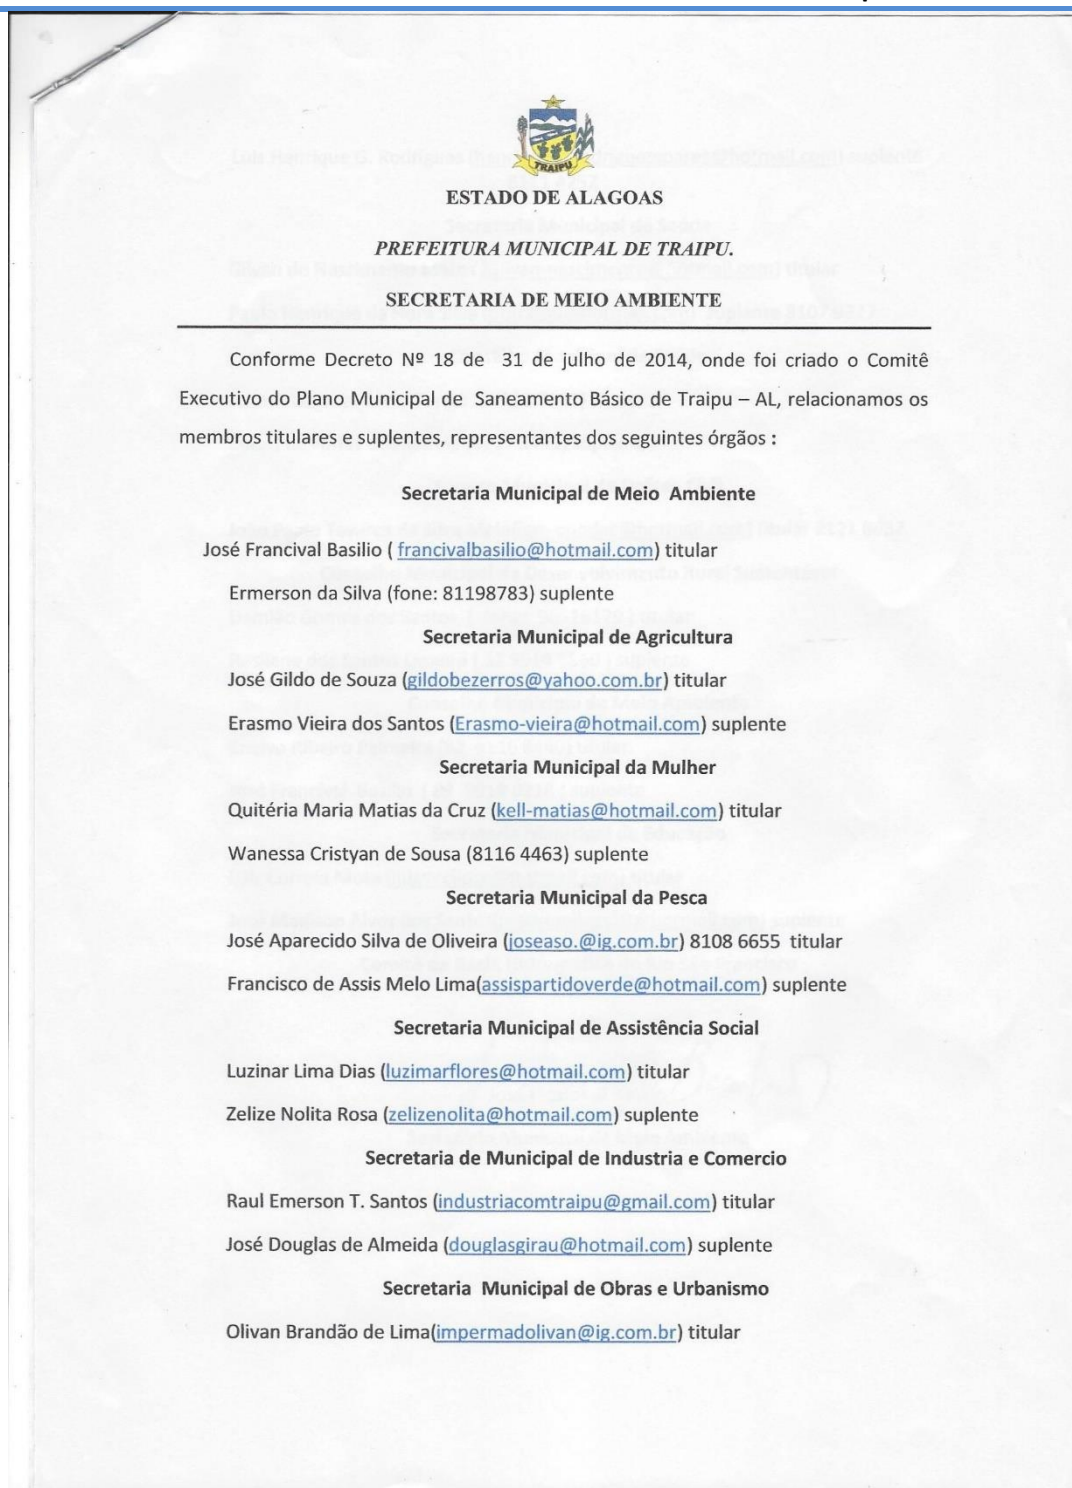 TRAIPU
ESTADO DE ALAGOAS
PREFEITURA MUNICIPAL DE TRAIPU.
SECRETARIA DE MEIO AMBIENTE
Conforme Decreto Nº 18 de 31 de julho de 2014, onde foi criado o Comitê
Executivo do Plano Municipal de Saneamento Básico de Traipu – AL, relacionamos os
membros titulares e suplentes, representantes dos seguintes órgãos :
Secretaria Municipal de Meio Ambiente
José Francival Basilio ( francivalbasilio@hotmail.com) titular
Ermerson da Silva (fone: 81198783) suplente
Secretaria Municipal de Agricultura
José Gildo de Souza (gildobezerros@yahoo.com.br) titular
Erasmo Vieira dos Santos (Erasmo-vieira@hotmail.com) suplente
Secretaria Municipal da Mulher
Quitéria Maria Matias da Cruz (kell-matias@hotmail.com) titular
Wanessa Cristyan de Sousa (8116 4463) suplente
Secretaria Municipal da Pesca
José Aparecido Silva de Oliveira (joseaso.@ig.com.br) 8108 6655 titular
Francisco de Assis Melo Lima(assispartidoverde@hotmail.com) suplente
Secretaria Municipal de Assistência Social
Luzinar Lima Dias (luzimarflores@hotmail.com) titular
Zelize Nolita Rosa (zelizenolita@hotmail.com) suplente
Secretaria de Municipal de Industria e Comercio
Raul Emerson T. Santos (industriacomtraipu@gmail.com) titular
José Douglas de Almeida (douglasgirau@hotmail.com) suplente
Secretaria Municipal de Obras e Urbanismo
Olivan Brandão de Lima(impermadolivan@ig.com.br) titular